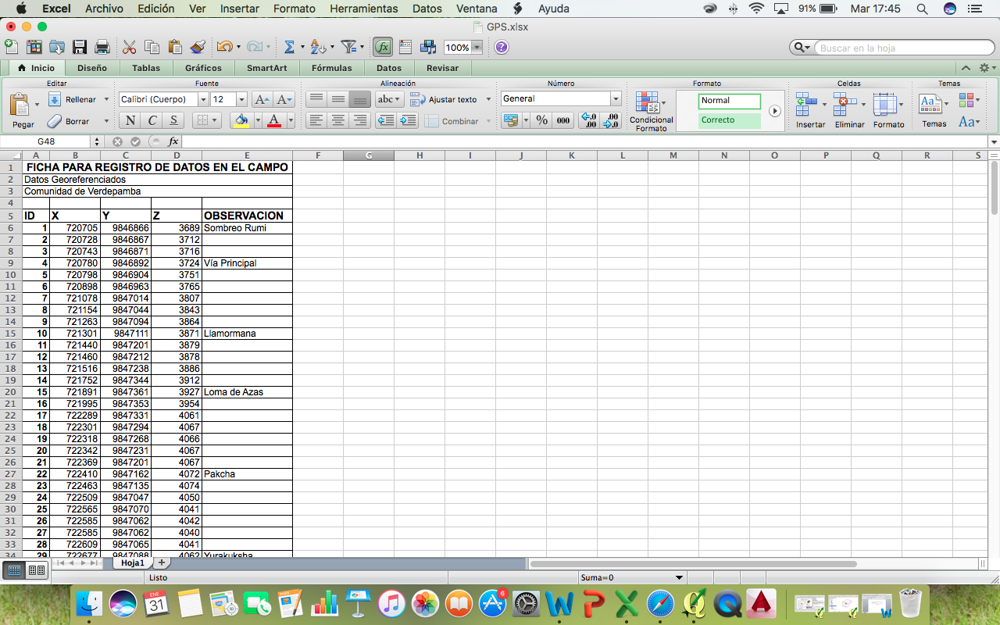 Excel Archivo Edición Ver Insertar Formato Herramientas Datos Ventana Ayuda 91% Mar 17:45
GPS.xlsx
100% Buscar en la hoja
Inicio Diseño Tablas Gráficos SmartArt Fórmulas Datos Revisar
Editar Fuente Alineación Número Formato Celdas Temas
Pegar Rellenar Calibri (Cuerpo) 12 A A abc Ajustar texto General Condicional Formato Normal Insertar Eliminar Formato Temas Aa
Borrar N C S A Combinar % 000 Correcto Aa
G48 fx
A B C D E F G H I J K L M N O P Q R S
1 FICHA PARA REGISTRO DE DATOS EN EL CAMPO
2 Datos Georeferenciados
3 Comunidad de Verdepamba
4
5 ID X Y Z OBSERVACION
6 1 720705 9846866 3689 Sombreo Rumi
7 2 720728 9846867 3712
8 3 720743 9846871 3716
9 4 720780 9846892 3724 Vía Principal
10 5 720798 9846904 3751
11 6 720898 9846963 3765
12 7 721078 9847014 3807
13 8 721154 9847044 3843
14 9 721263 9847094 3864
15 10 721301 9847111 3871 Llamormana
16 11 721440 9847201 3879
17 12 721460 9847212 3878
18 13 721516 9847238 3886
19 14 721752 9847344 3912
20 15 721891 9847361 3927 Loma de Azas
21 16 721995 9847353 3954
22 17 722289 9847331 4061
23 18 722301 9847294 4067
24 19 722318 9847268 4066
25 20 722342 9847231 4067
26 21 722369 9847201 4067
27 22 722410 9847162 4072 Pakcha
28 23 722463 9847135 4074
29 24 722509 9847047 4050
30 25 722565 9847070 4041
31 26 722585 9847062 4042
32 27 722585 9847062 4040
33 28 722609 9847065 4041
34 29 722677 9847088 4062 Yurakuksha
Hoja1
Listo Suma=0
ENE 31 6